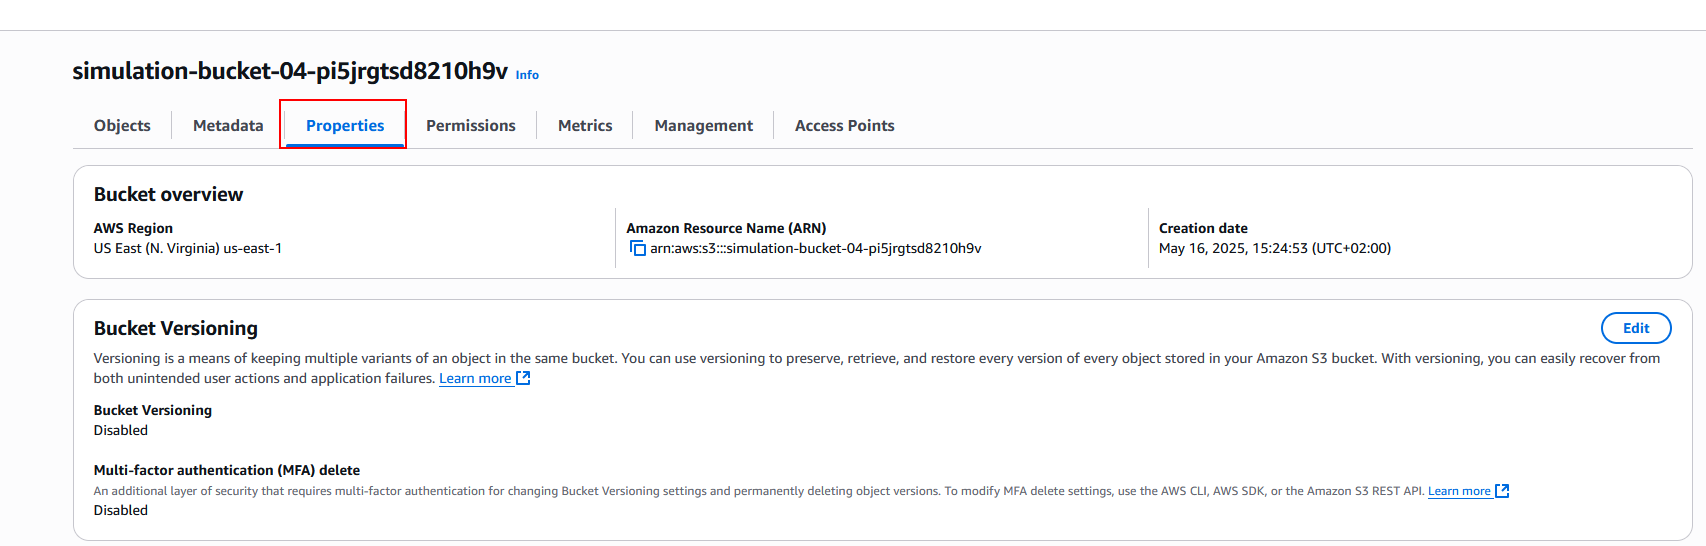 simulation-bucket-04-pi5jrgtsd8210h9v Info
Objects Metadata Properties Permissions Metrics Management Access Points
Bucket overview
AWS Region
US East (N. Virginia) us-east-1
Amazon Resource Name (ARN)
arn:aws:s3:::simulation-bucket-04-pi5jrgtsd8210h9v
Creation date
May 16, 2025, 15:24:53 (UTC+02:00)
Bucket Versioning
Edit
Versioning is a means of keeping multiple variants of an object in the same bucket. You can use versioning to preserve, retrieve, and restore every version of every object stored in your Amazon S3 bucket. With versioning, you can easily recover from
both unintended user actions and application failures. Learn more
Bucket Versioning
Disabled
Multi-factor authentication (MFA) delete
An additional layer of security that requires multi-factor authentication for changing Bucket Versioning settings and permanently deleting object versions. To modify MFA delete settings, use the AWS CLI, AWS SDK, or the Amazon S3 REST API. Learn more
Disabled